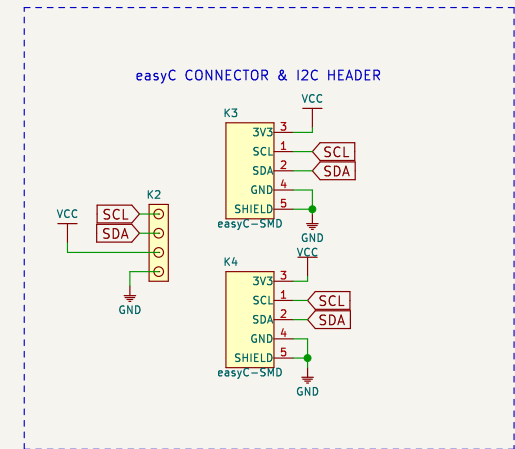 easyC CONNECTOR & I2C HEADER
VCC
K3
3V3 3
SCL 1 SCL
SDA 2 SDA
GND 4
SHIELD 5
easyC-SMD
GND
K2
VCC
SCL
SDA
GND
VCC
K4
3V3 3
SCL 1 SCL
SDA 2 SDA
GND 4
SHIELD 5
easyC-SMD
GND